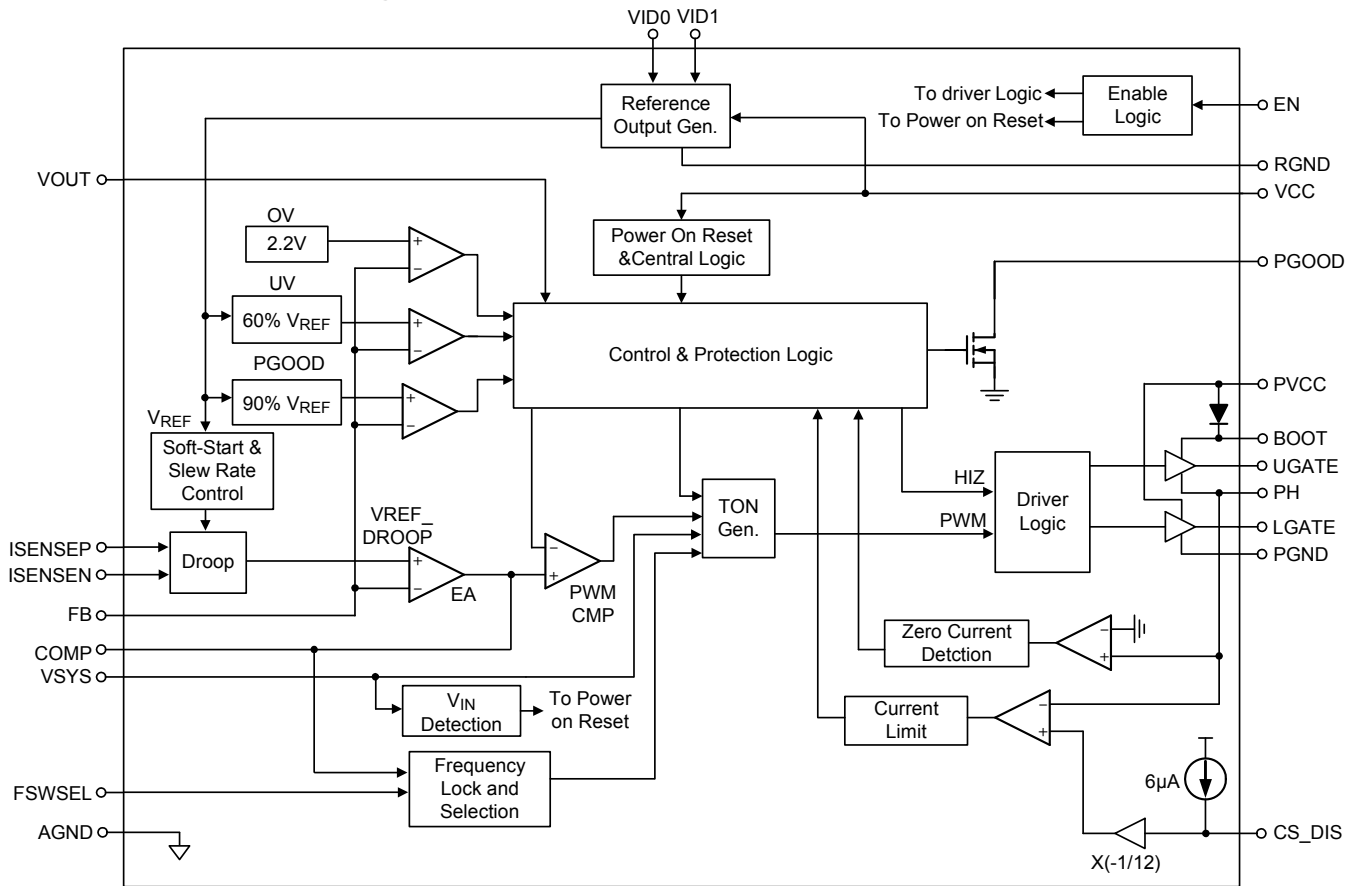 VID0 VID1
Reference
Output Gen.
To driver Logic
To Power on Reset
Enable
Logic
EN
RGND
VCC
VOUT
OV
2.2V
UV
60% VREF
PGOOD
90% VREF
VREF
Soft-Start &
Slew Rate
Control
Power On Reset
&Central Logic
Control & Protection Logic
PGOOD
PVCC
BOOT
UGATE
PH
LGATE
PGND
ISENSEP
ISENSEN
Droop
VREF_
DROOP
EA
PWM
CMP
TON
Gen.
HIZ
PWM
Driver
Logic
FB
COMP
VSYS
VIN
Detection
To Power
on Reset
Zero Current
Detction
Current
Limit
Frequency
Lock and
Selection
FSWSEL
AGND
6µA
X(-1/12)
CS_DIS
+
−
+
−
+
−
+
−
−
+
−
+
−
+